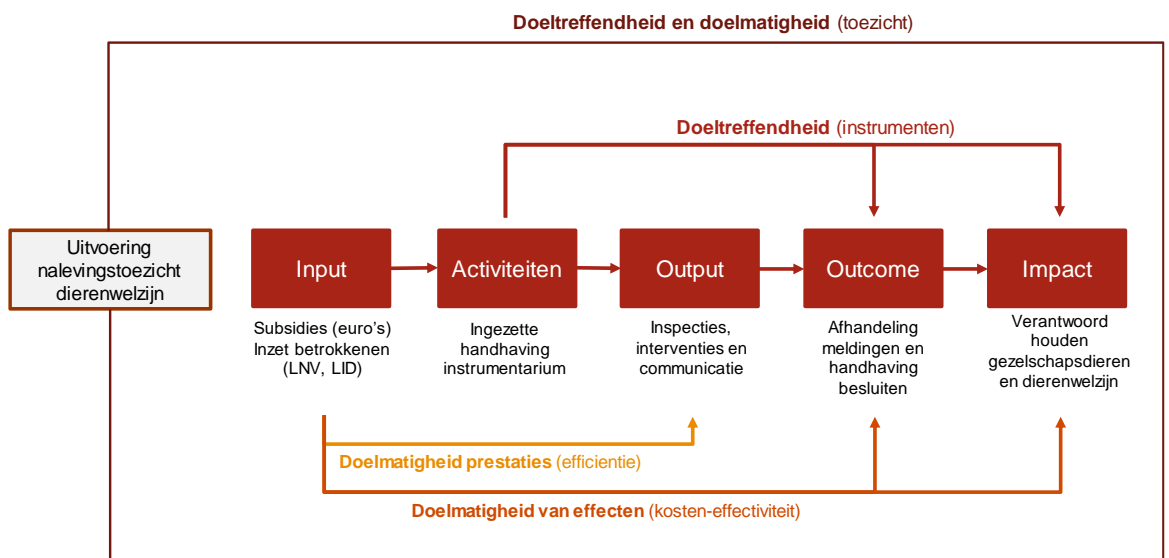 Doeltreffendheid en doelmatigheid (toezicht)
Doeltreffendheid (instrumenten)
Uitvoering
nalevingstoezicht
dierenwelzijn
Input
Activiteiten
Output
Outcome
Impact
Subsidies (euro's)
Inzet betrokkenen
(LNV, LID)
Ingezette
handhaving
instrumentarium
Inspecties,
interventies en
communicatie
Afhandeling
meldingen en
handhaving
besluiten
Verantwoord
houden
gezelschapsdieren
en dierenwelzijn
Doelmatigheid prestaties (efficientie)
Doelmatigheid van effecten (kosten-effectiviteit)